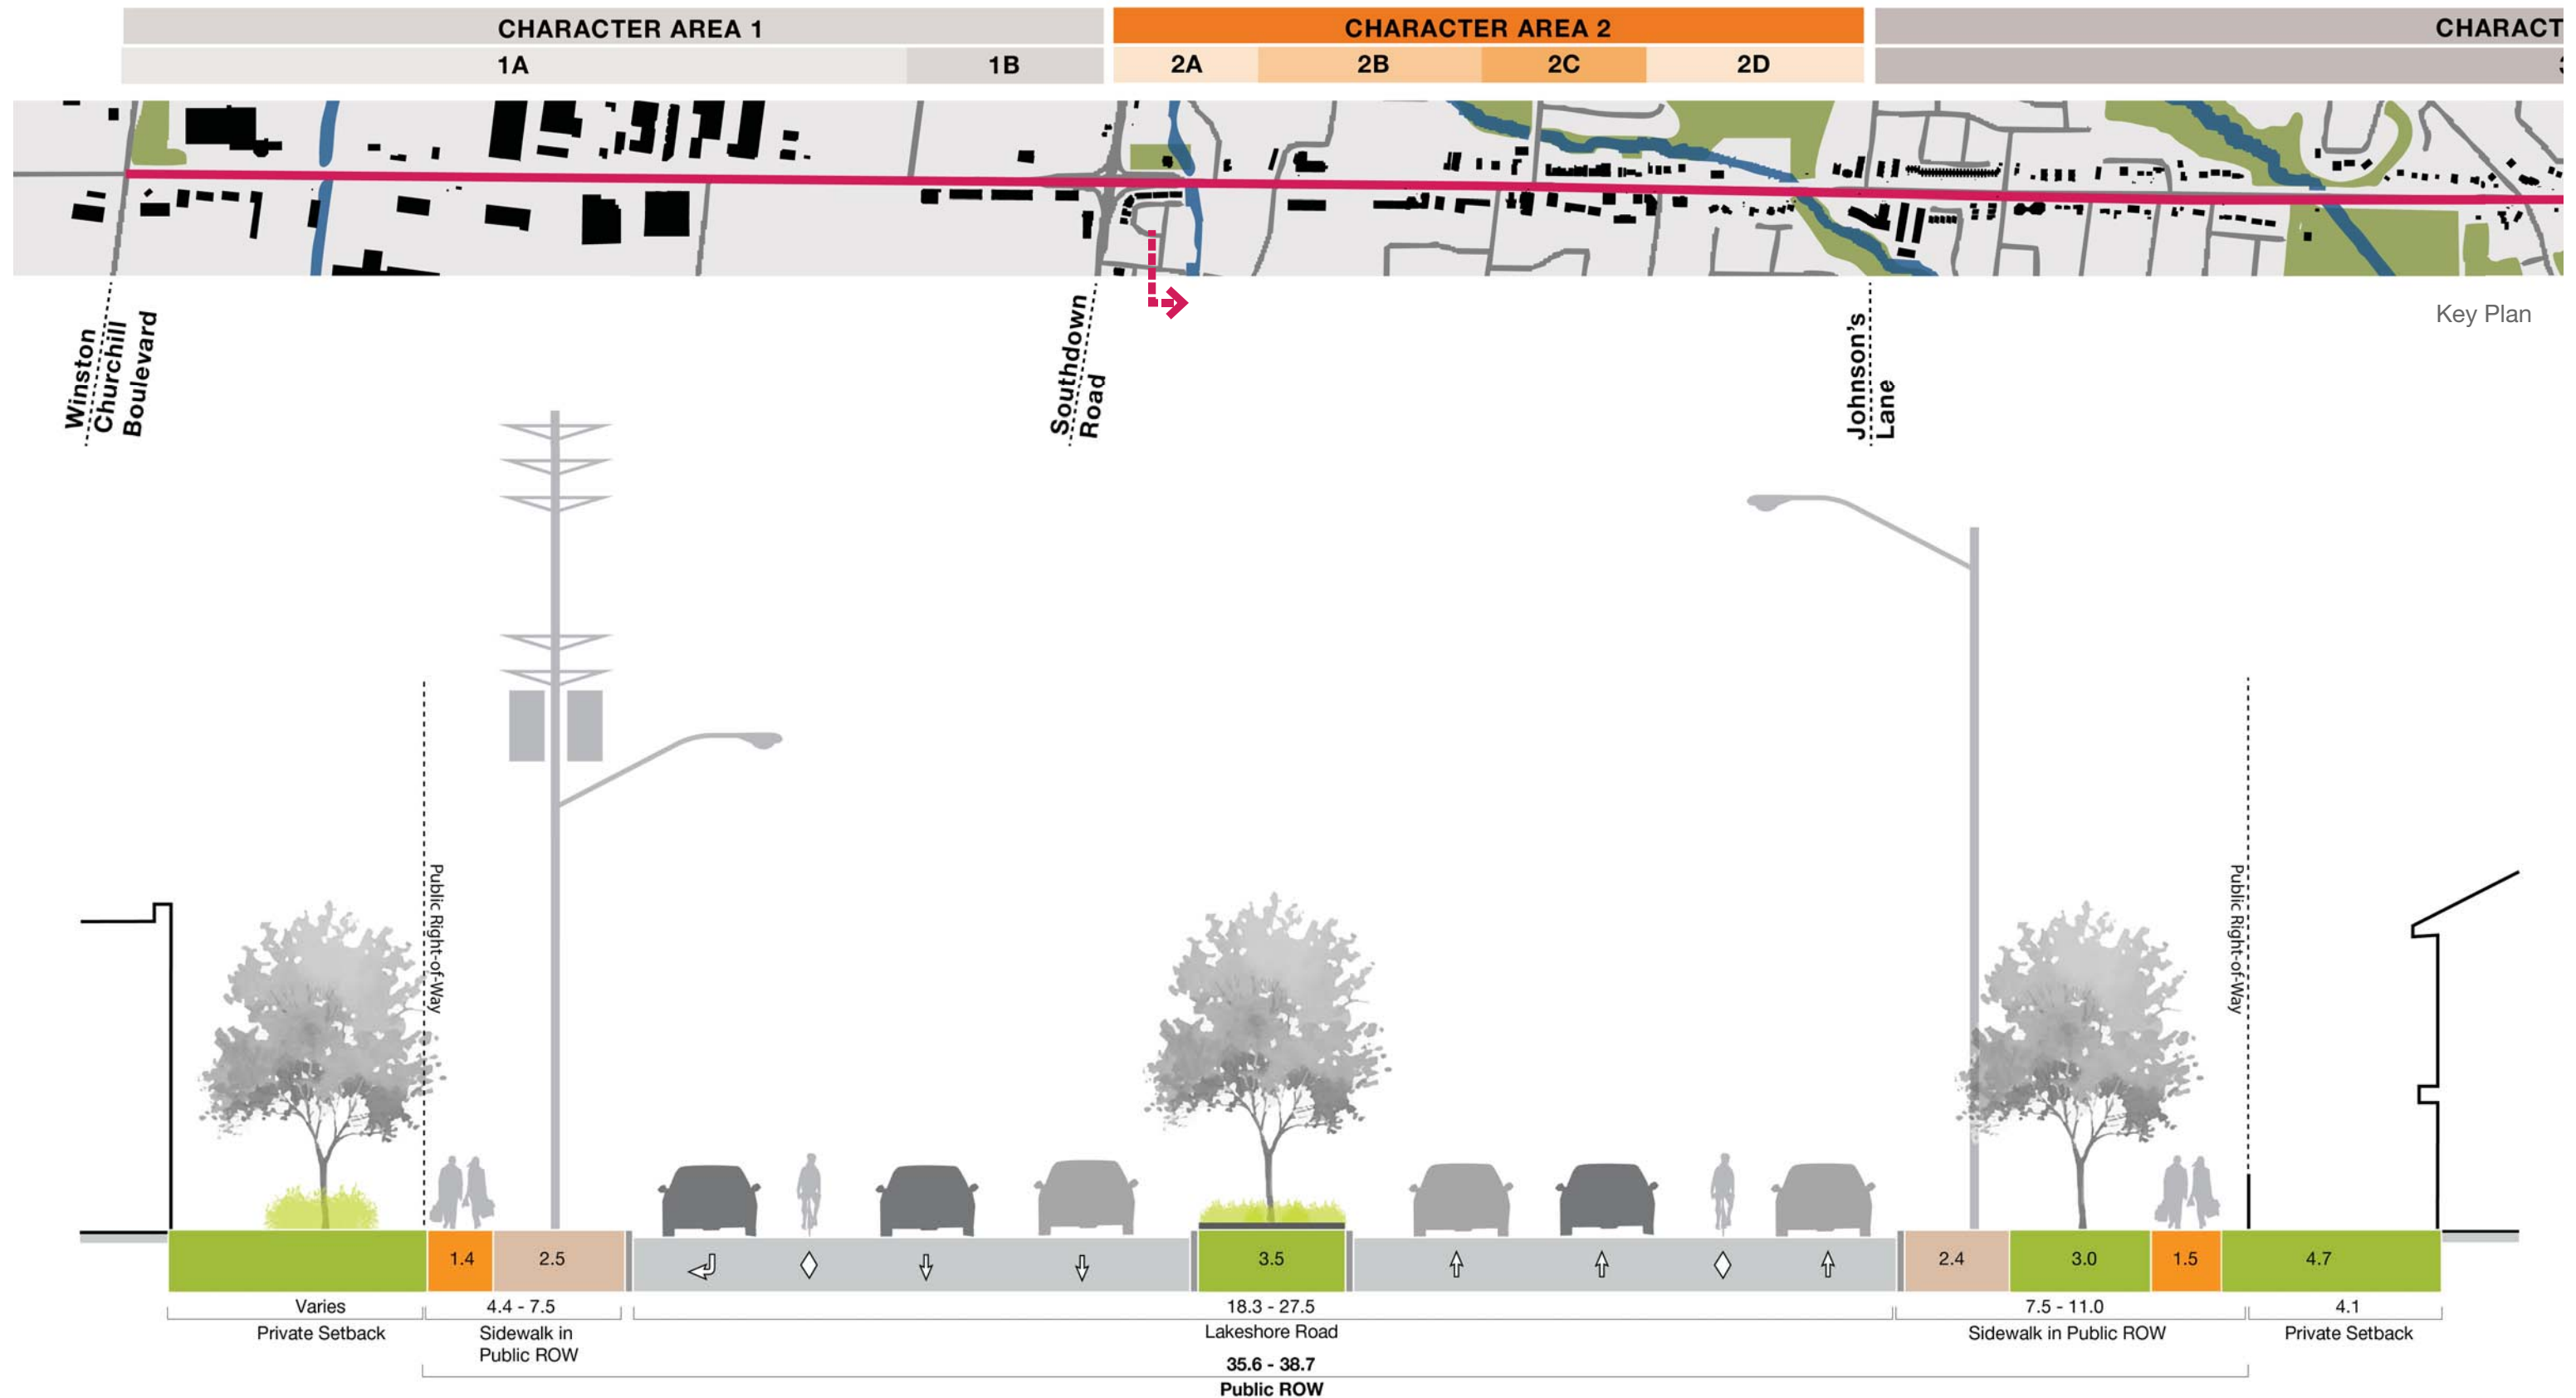 CHARACTER AREA 1
CHARACTER AREA 2
CHARACT
1A
1B
2A
2B
2C
2D
Winston
Churchill
Boulevard
Southdown
Road
Johnson's
Lane
Key Plan
Public Right-of-Way
Public Right-of-Way
1.4
2.5
3.5
2.4
3.0
1.5
4.7
Varies
4.4 - 7.5
18.3 - 27.5
7.5 - 11.0
4.1
Private Setback
Sidewalk in
Public ROW
Lakeshore Road
Sidewalk in Public ROW
Private Setback
35.6 - 38.7
Public ROW